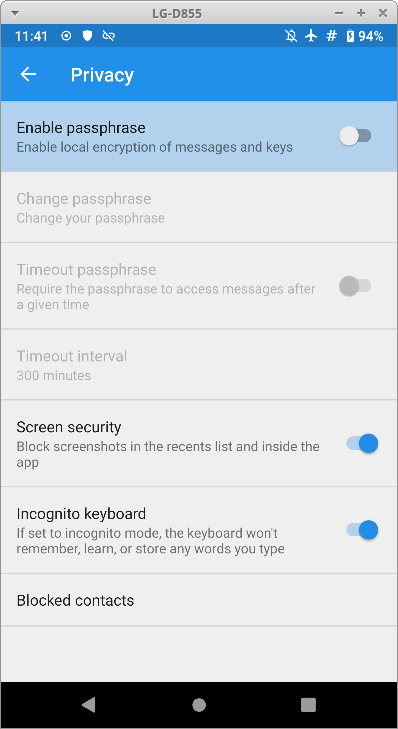 LG-D855
11:41 # 94%
Privacy
Enable passphrase
Enable local encryption of messages and keys
Change passphrase
Change your passphrase
Timeout passphrase
Require the passphrase to access messages after
a given time
Timeout interval
300 minutes
Screen security
Block screenshots in the recents list and inside the
app
Incognito keyboard
If set to incognito mode, the keyboard won't
remember, learn, or store any words you type
Blocked contacts